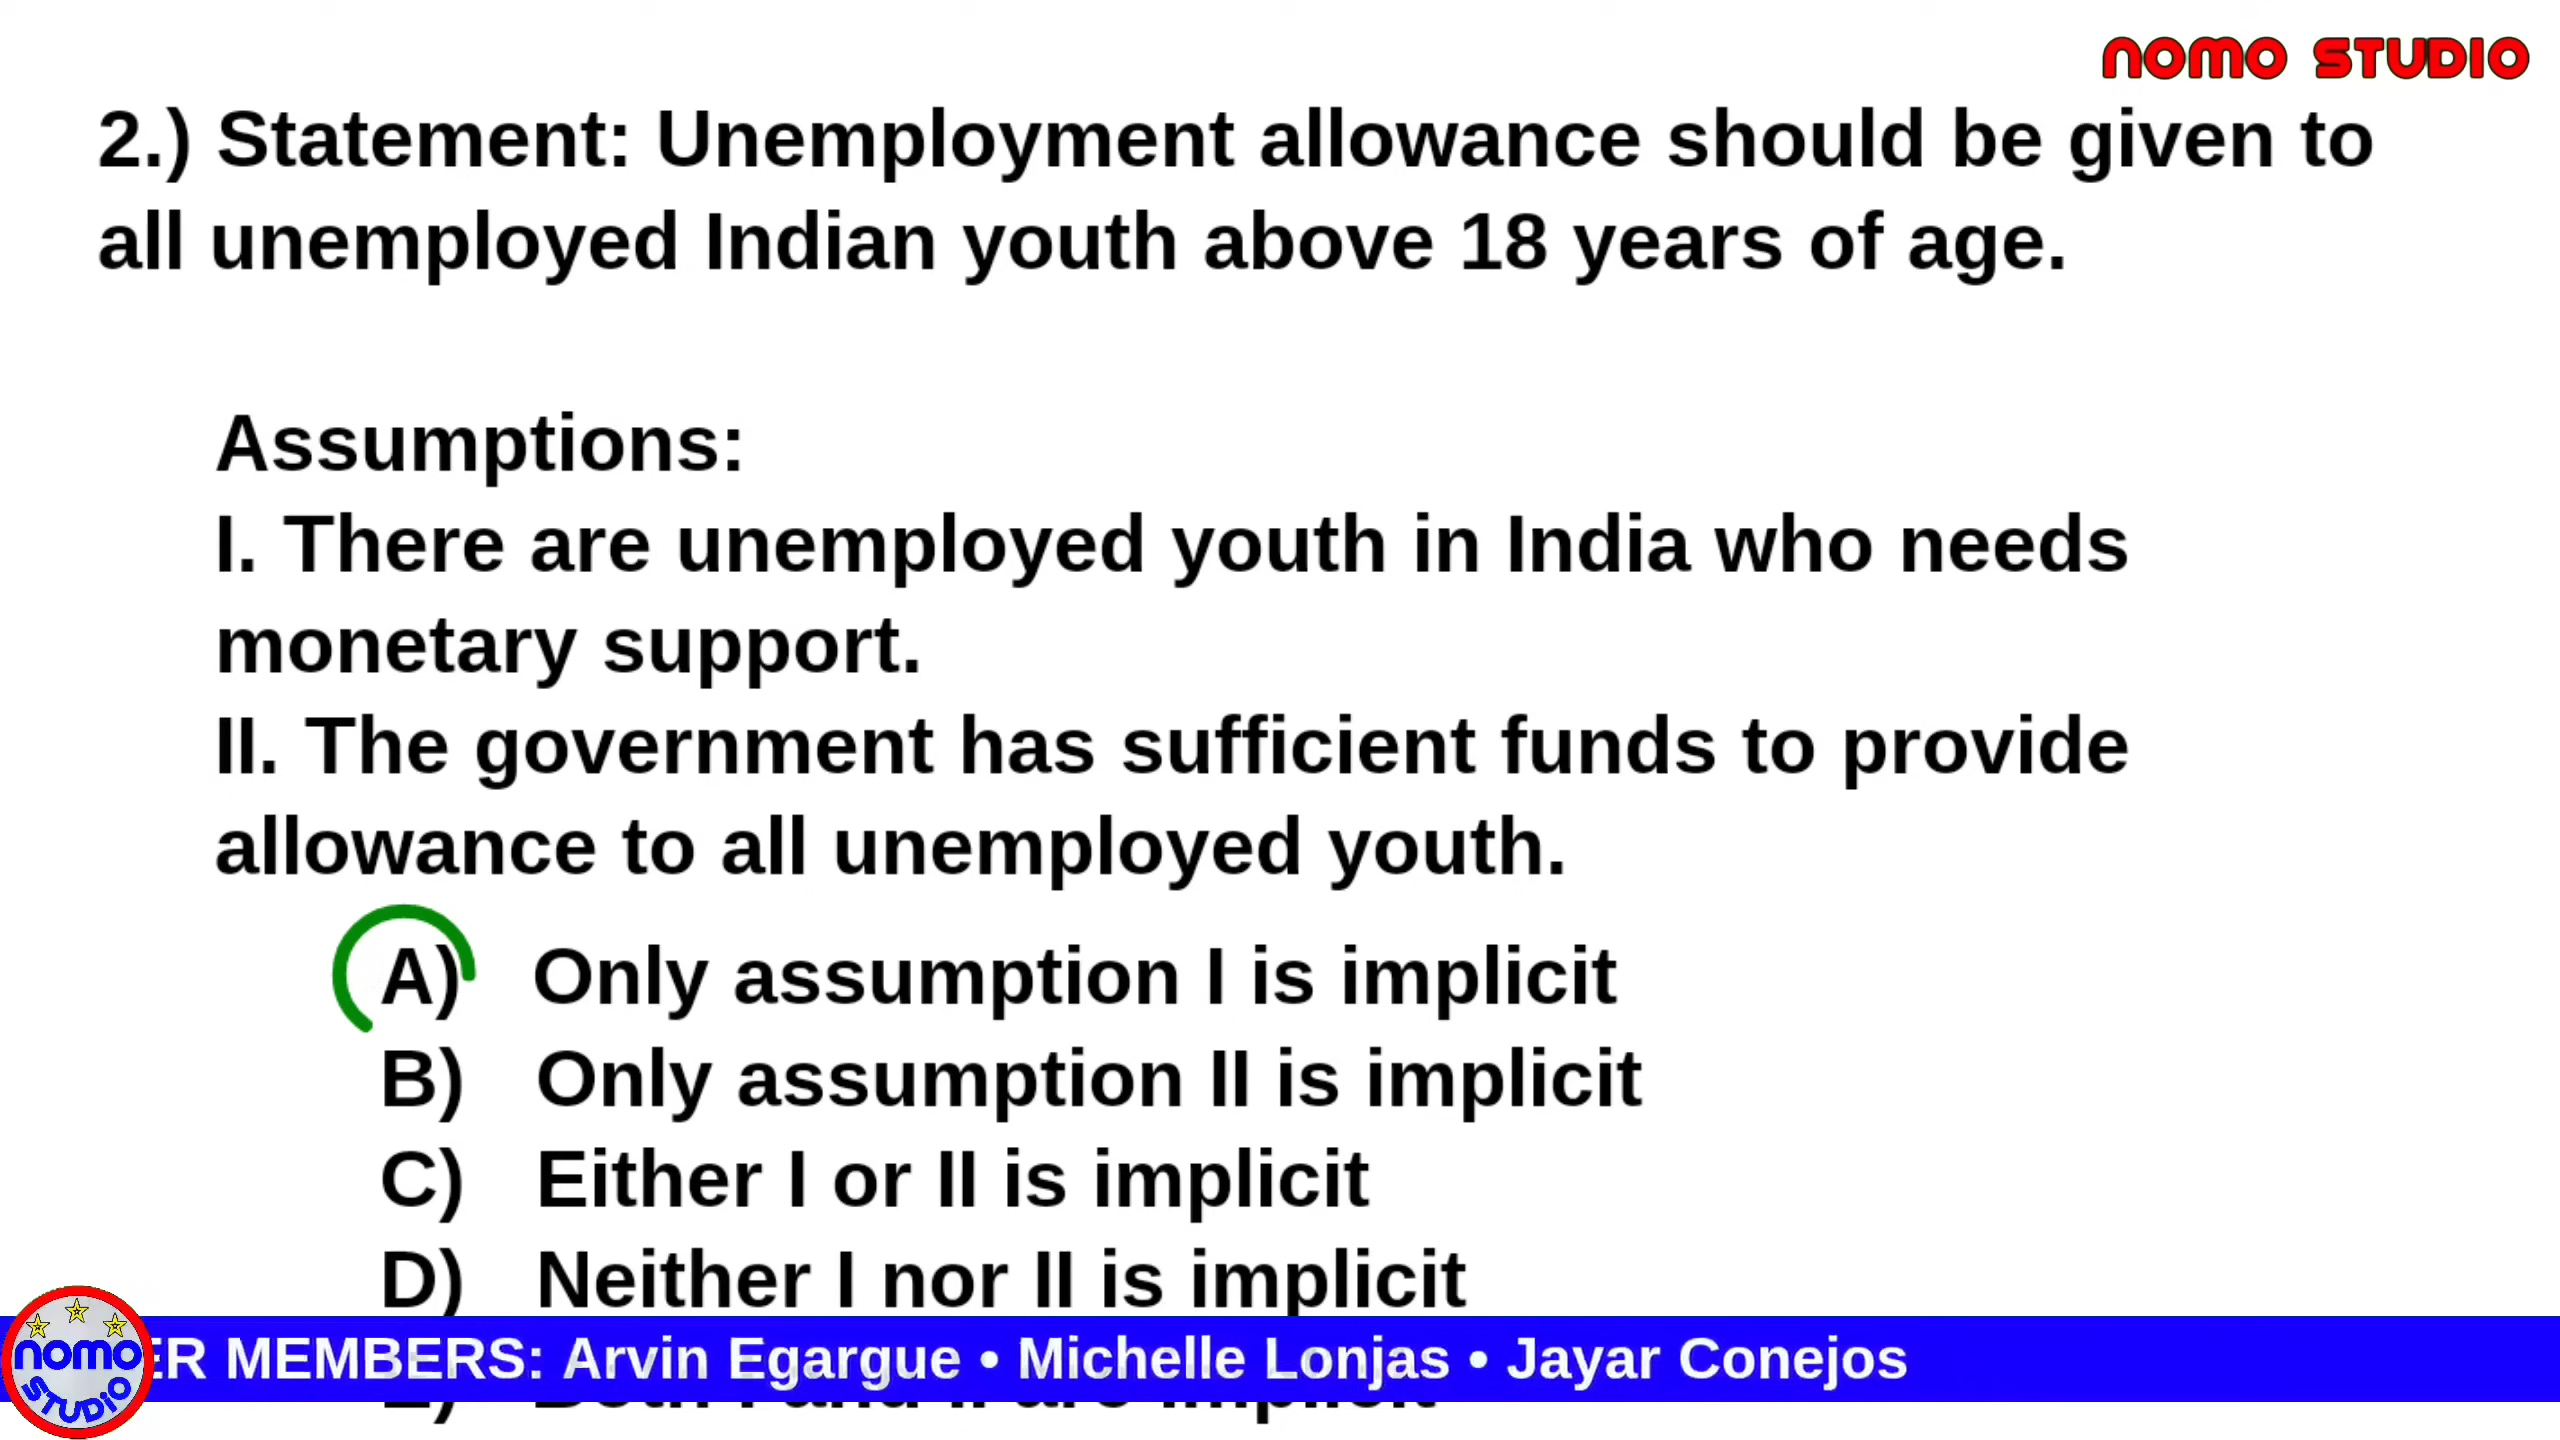 NOMO STUDIO
2.) Statement: Unemployment allowance should be given to
all unemployed Indian youth above 18 years of age.
Assumptions:
I. There are unemployed youth in India who needs
monetary support.
II. The government has sufficient funds to provide
allowance to all unemployed youth.
A) Only assumption I is implicit
B) Only assumption II is implicit
C) Either I or II is implicit
D) Neither I nor II is implicit
MEMBERS: Arvin Egargue • Michelle Lonjas • Jayar Conejos
nomo
STUDiO